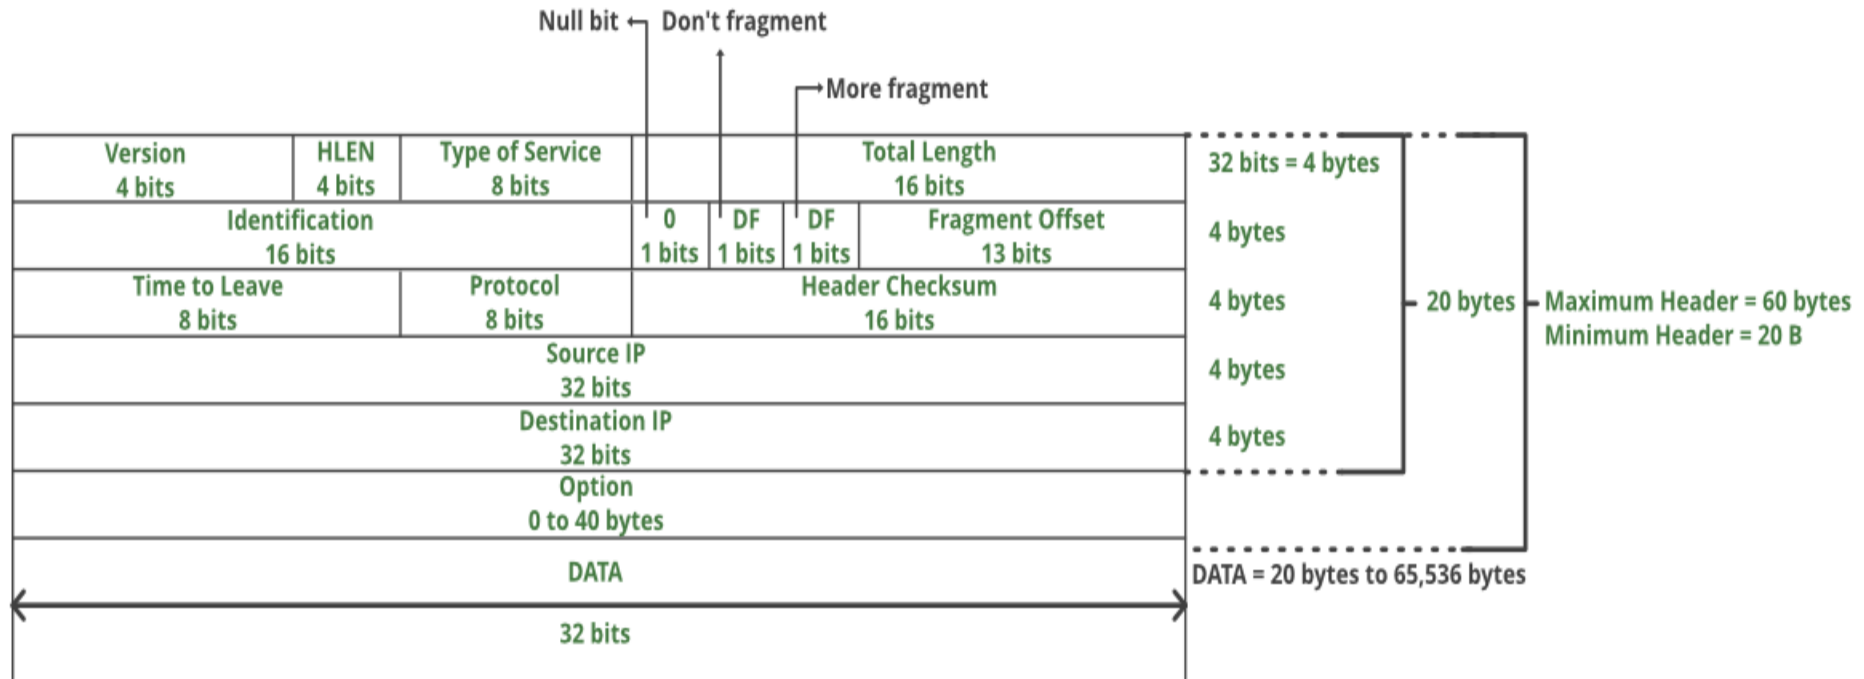 Null bit
Don't fragment
More fragment
Version
HLEN
Type of Service
Total Length
4 bits
4 bits
8 bits
16 bits
32 bits = 4 bytes
Identification
0
DF
DF
Fragment Offset
16 bits
1 bits
1 bits
1 bits
13 bits
4 bytes
Time to Leave
Protocol
Header Checksum
8 bits
8 bits
16 bits
4 bytes
20 bytes
Maximum Header = 60 bytes
Minimum Header = 20 B
Source IP
32 bits
4 bytes
Destination IP
32 bits
4 bytes
Option
0 to 40 bytes
DATA
DATA = 20 bytes to 65,536 bytes
32 bits